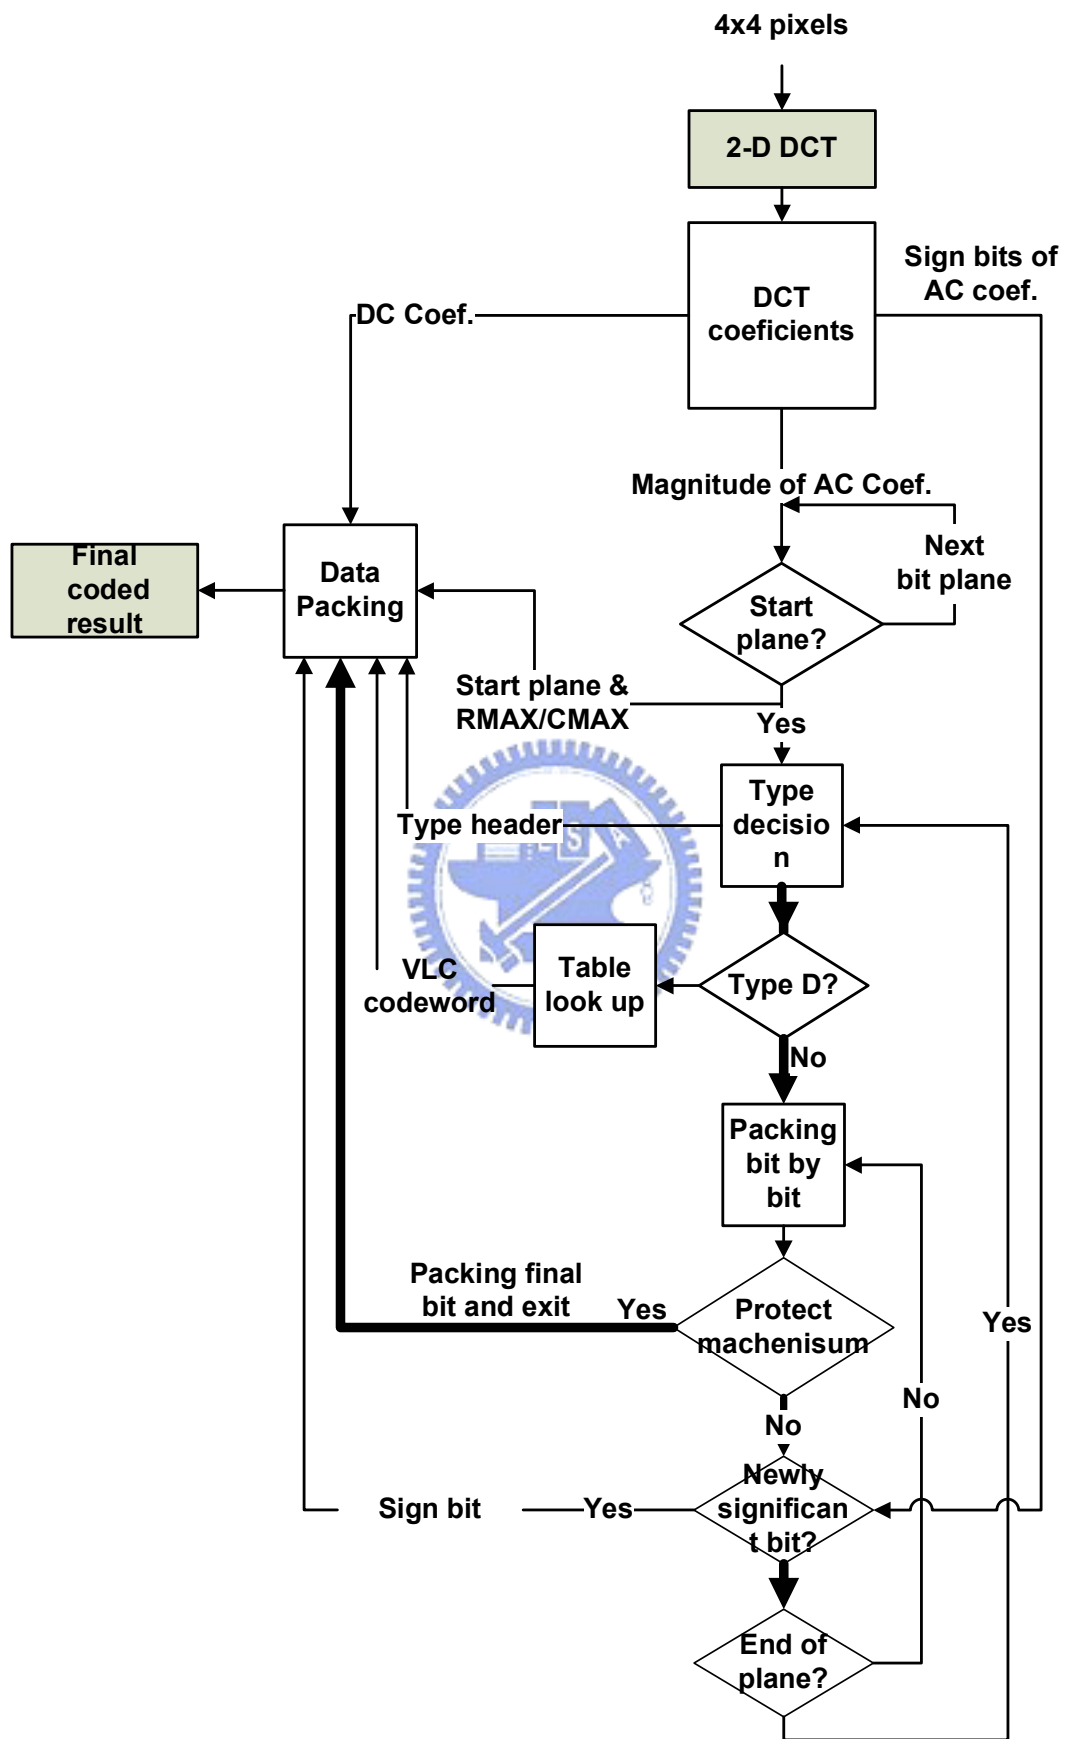 4x4 pixels
2-D DCT
Sign bits of
AC coef.
DCT
coeficients
DC Coef.
Magnitude of AC Coef.
Next
bit plane
Final
coded
result
Data
Packing
Start
plane?
Start plane &
RMAX/CMAX
Yes
Type
decisio
n
Type header
E S A
VLC
codeword
Table
look up
Type D?
No
Packing
bit by
bit
Packing final
bit and exit
Yes
Protect
machenisum
Yes
No
No
Newly
significan
t bit?
Sign bit
Yes
End of
plane?